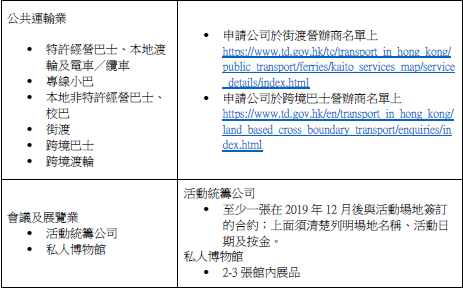 公共運輸業
• 特許經營巴士、本地渡
輪及電車／纜車
• 專線小巴
• 本地非特許經營巴士、
校巴
• 街渡
• 跨境巴士
• 跨境渡輪
• 申請公司於街渡營辦商名單上
https://www.td.gov.hk/tc/transport_in_hong_kong/
public_transport/ferries/kaito_services_map/service
_details/index.html
• 申請公司於跨境巴士營辦商名單上
https://www.td.gov.hk/en/transport_in_hong_kong/
land_based_cross_boundary_transport/enquiries/in
dex.html
會議及展覽業
• 活動統籌公司
• 私人博物館
活動統籌公司
• 至少一張在 2019 年 12 月後與活動場地簽訂
的合約；上面須清楚列明場地名稱、活動日
期及按金。
私人博物館
• 2-3 張館內展品